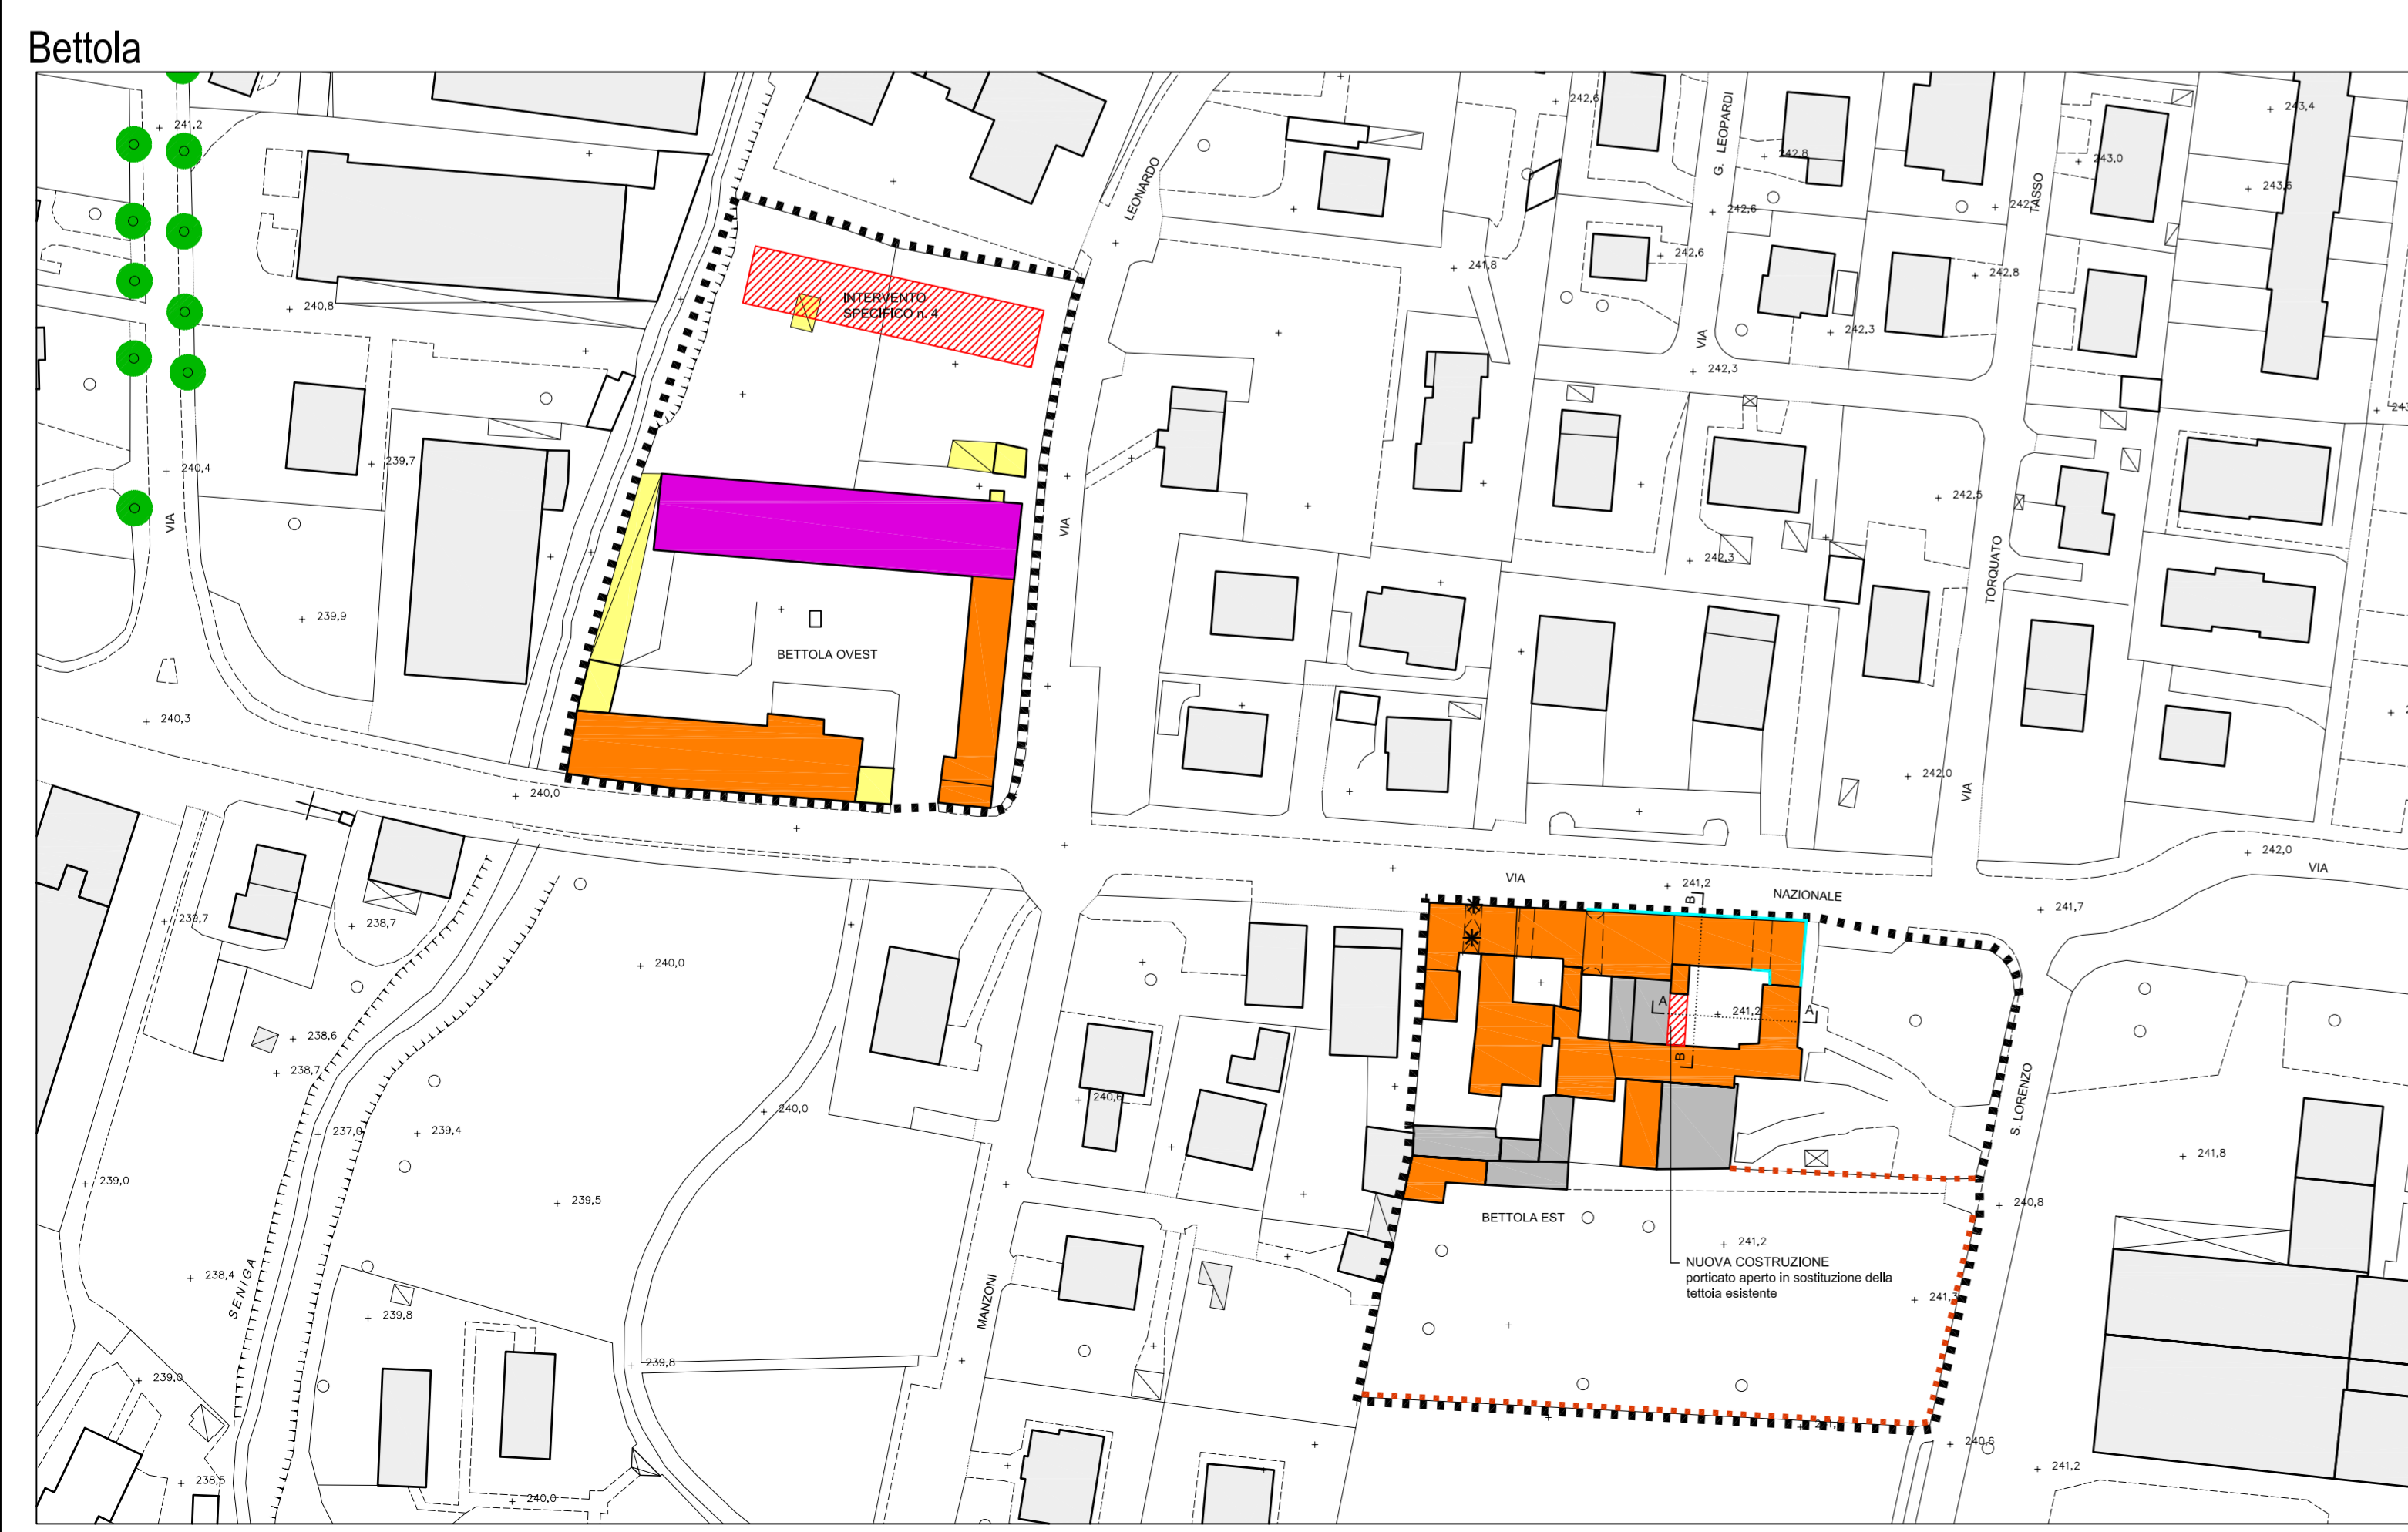 Bettola
241,2
242,6
G. LEOPARDI
242,8
243,4
243,0
LEONARDO
243,6
TASSO
242,6
242,6
241,8
242,8
INTERVENTO
SPECIFICO n. 4
240,8
242,3
VIA
242,3
239,7
240,4
242,5
VIA
VIA
242,3
TORQUATO
239,9
BETTOLA OVEST
240,3
242,0
VIA
240,0
242,0
VIA
VIA
241,2
NAZIONALE
B
241,7
239,7
238,7
240,0
A
241,2
A
238,6
B
238,7
240,6
240,0
S. LORENZO
237,0
239,4
241,8
239,0
239,5
240,8
BETTOLA EST
241,2
NUOVA COSTRUZIONE
porticato aperto in sostituzione della
tettoia esistente
238,4
SENIGA
MANZONI
241,3
239,8
239,8
239,0
240,6
241,2
238,5
240,0